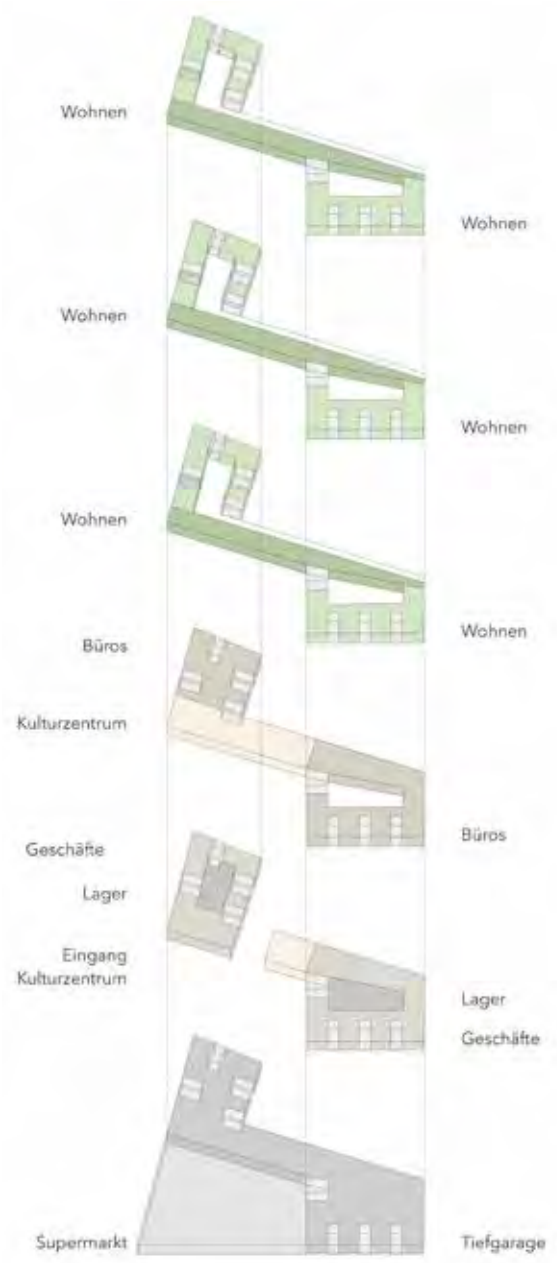 Wohnen
Wohnen
Wohnen
Wohnen
Wohnen
Wohnen
Büros
Kulturzentrum
Büros
Geschäfte
Lager
Eingang
Kulturzentrum
Lager
Geschäfte
Supermarkt
Tiefgarage